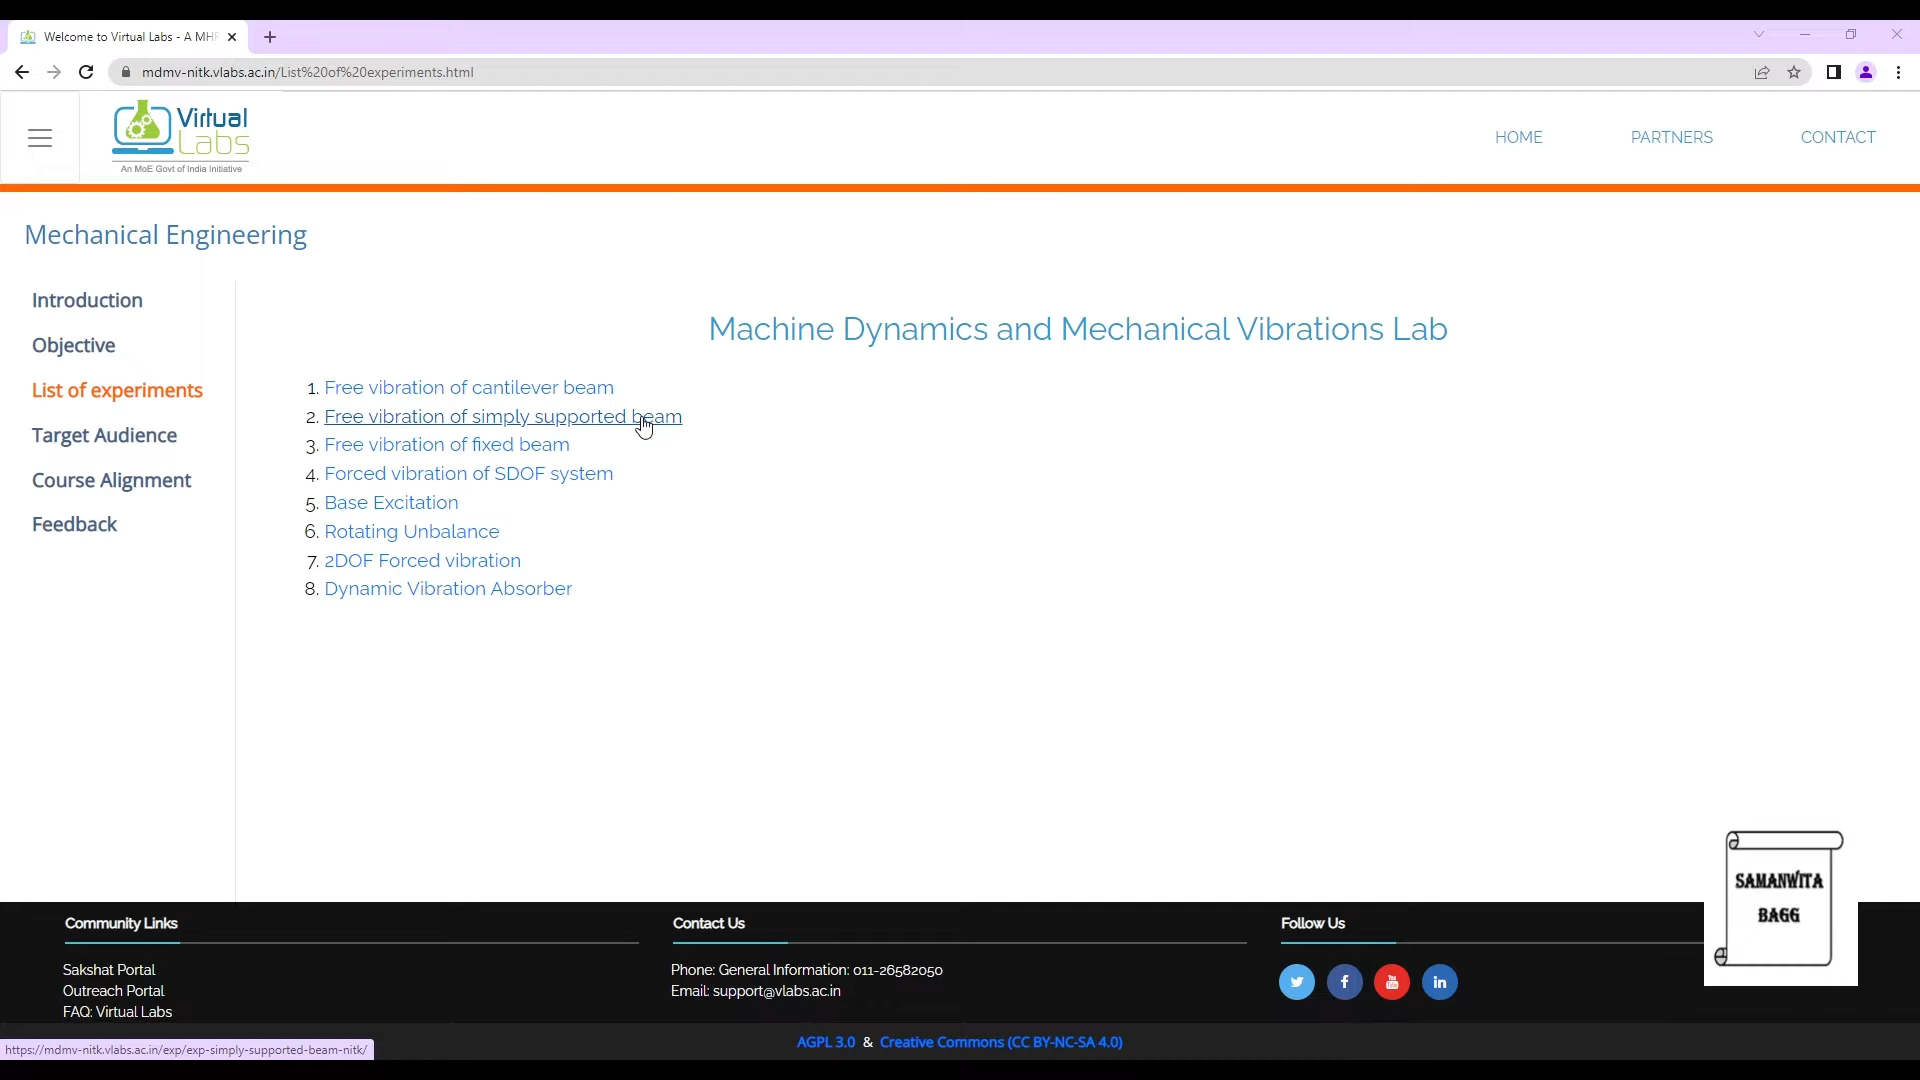 Welcome to Virtual Labs - A MHR
mdmv-nitk.vlabs.ac.in/List%20of%20experiments.html
Virtual
Labs
An MoE Govt of India Initiative
HOME
PARTNERS
CONTACT
Mechanical Engineering
Introduction
Objective
List of experiments
Target Audience
Course Alignment
Feedback
Machine Dynamics and Mechanical Vibrations Lab
1. Free vibration of cantilever beam
2. Free vibration of simply supported beam
3. Free vibration of fixed beam
4. Forced vibration of SDOF system
5. Base Excitation
6. Rotating Unbalance
7. 2DOF Forced vibration
8. Dynamic Vibration Absorber
SAMANWITA
BAGG
Community Links
Sakshat Portal
Outreach Portal
FAQ: Virtual Labs
Contact Us
Phone: General Information: 011-26582050
Email: support@vlabs.ac.in
Follow Us
AGPL 3.0 & Creative Commons (CC BY-NC-SA 4.0)
https://mdmv-nitk.vlabs.ac.in/exp/exp-simply-supported-beam-nitk/